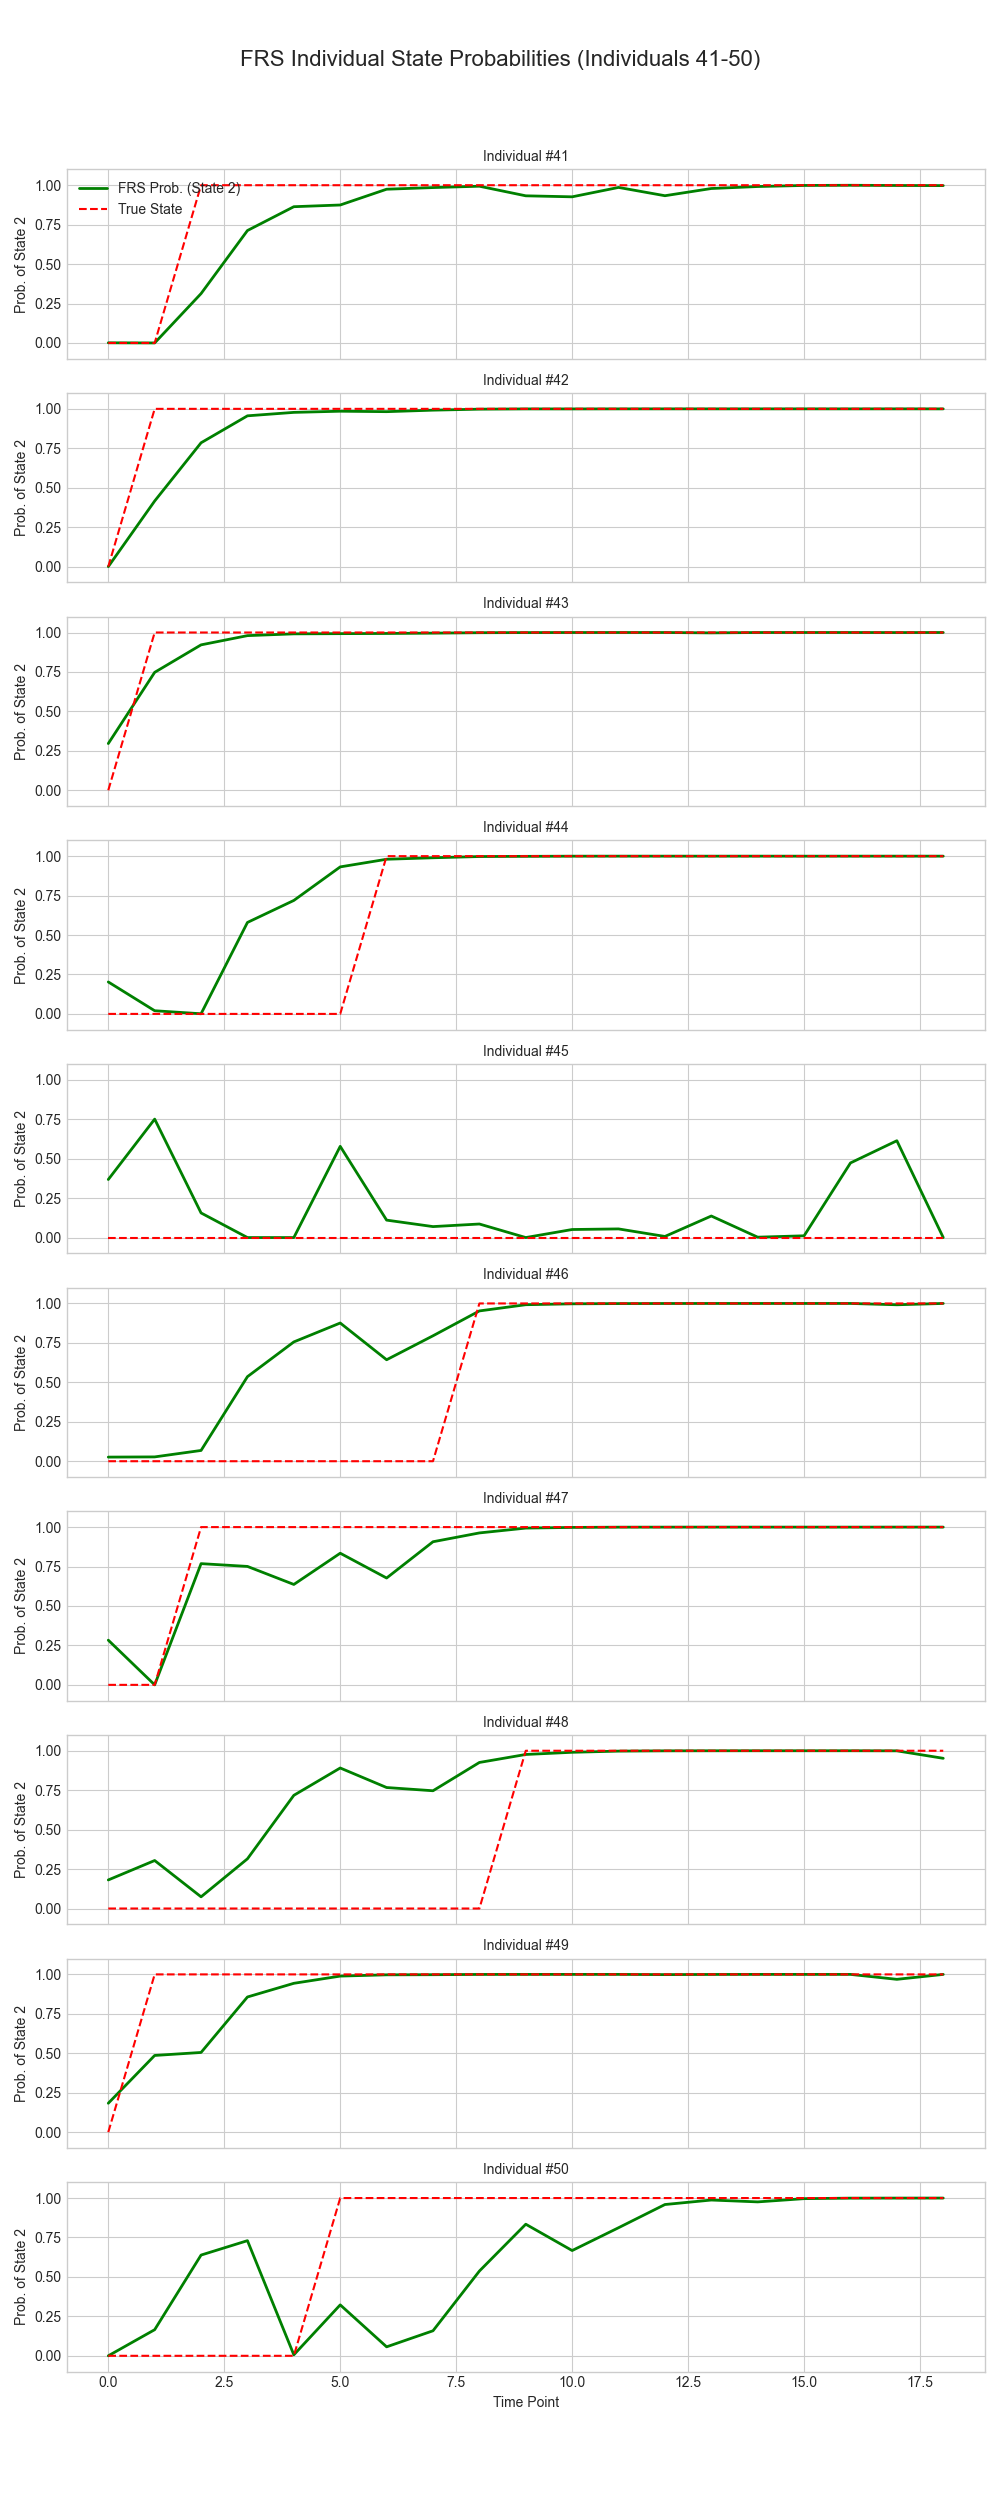 FRS Individual State Probabilities (Individuals 41-50)
Individual #41
FRS Prob. (State 2)
True State
Prob. of State 2
1.00
0.75
0.50
0.25
0.00
Individual #42
Prob. of State 2
1.00
0.75
0.50
0.25
0.00
Individual #43
Prob. of State 2
1.00
0.75
0.50
0.25
0.00
Individual #44
Prob. of State 2
1.00
0.75
0.50
0.25
0.00
Individual #45
Prob. of State 2
1.00
0.75
0.50
0.25
0.00
Individual #46
Prob. of State 2
1.00
0.75
0.50
0.25
0.00
Individual #47
Prob. of State 2
1.00
0.75
0.50
0.25
0.00
Individual #48
Prob. of State 2
1.00
0.75
0.50
0.25
0.00
Individual #49
Prob. of State 2
1.00
0.75
0.50
0.25
0.00
Individual #50
Prob. of State 2
1.00
0.75
0.50
0.25
0.00
0.0 2.5 5.0 7.5 10.0 12.5 15.0 17.5
Time Point